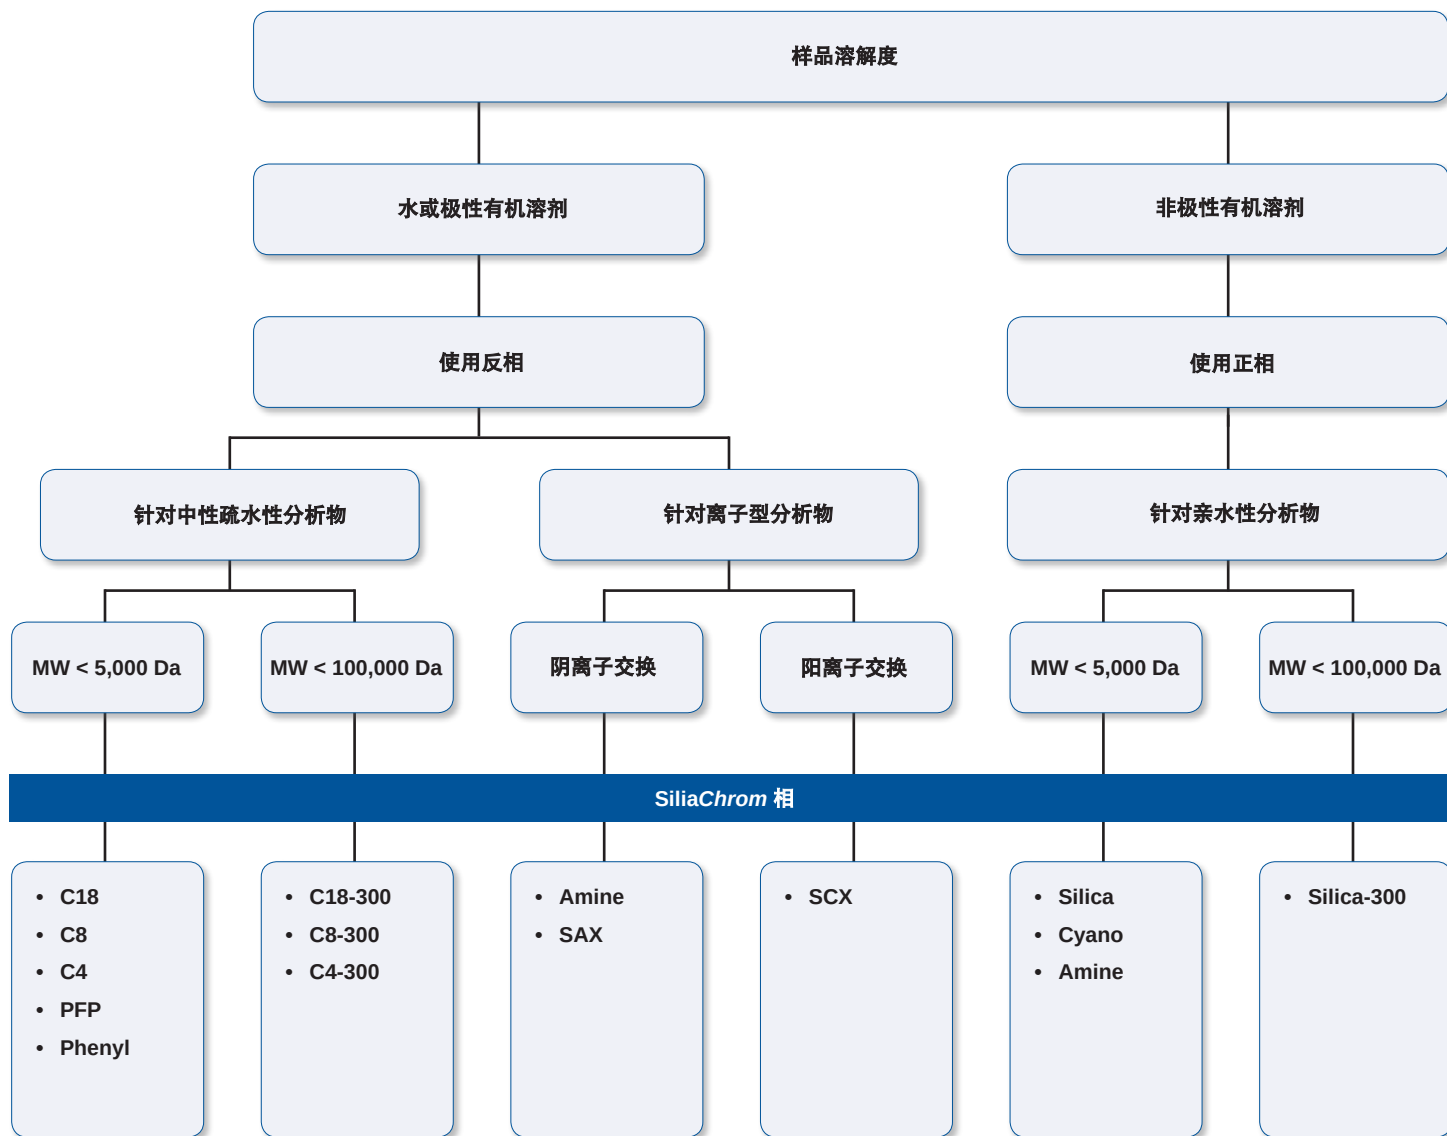 样品溶解度
水或极性有机溶剂
非极性有机溶剂
使用反相
使用正相
针对中性疏水性分析物
针对离子型分析物
针对亲水性分析物
MW < 5,000 Da
MW < 100,000 Da
阴离子交换
阳离子交换
MW < 5,000 Da
MW < 100,000 Da
SiliaChrom 相
• C18
• C8
• C4
• PFP
• Phenyl
• C18-300
• C8-300
• C4-300
• Amine
• SAX
• SCX
• Silica
• Cyano
• Amine
• Silica-300